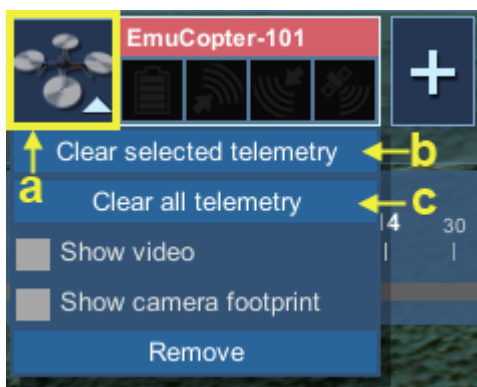 EmuCopter-101
+
a
Clear selected telemetry
b
Clear all telemetry
c
4
30
Show video
Show camera footprint
Remove